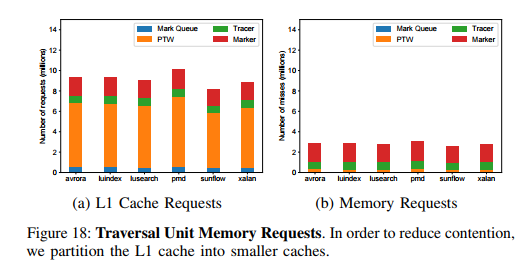 Mark Queue
PTW
Tracer
Marker
Number of requests (millions)
14
12
10
8
6
4
2
0
avrora luindex lusearch pmd sunflow xalan
(a) L1 Cache Requests
Mark Queue
PTW
Tracer
Marker
Number of misses (millions)
14
12
10
8
6
4
2
0
avrora luindex lusearch pmd sunflow xalan
(b) Memory Requests
Figure 18: Traversal Unit Memory Requests. In order to reduce contention,
we partition the L1 cache into smaller caches.